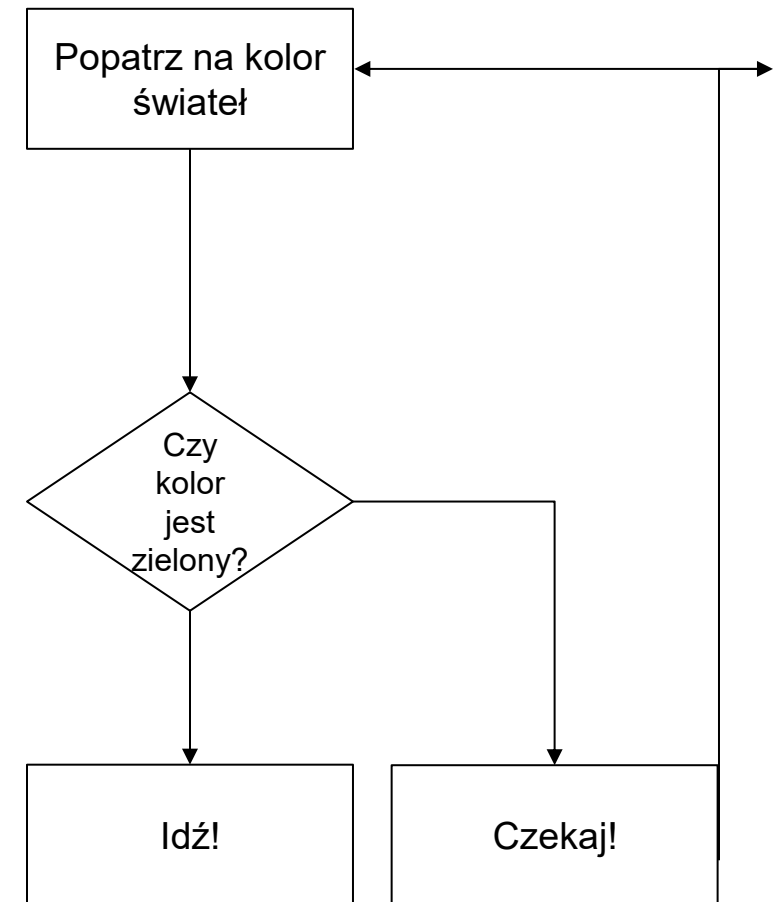 Popatrz na kolor
świateł
Czy
kolor
jest
zielony?
Idź!
Czekaj!